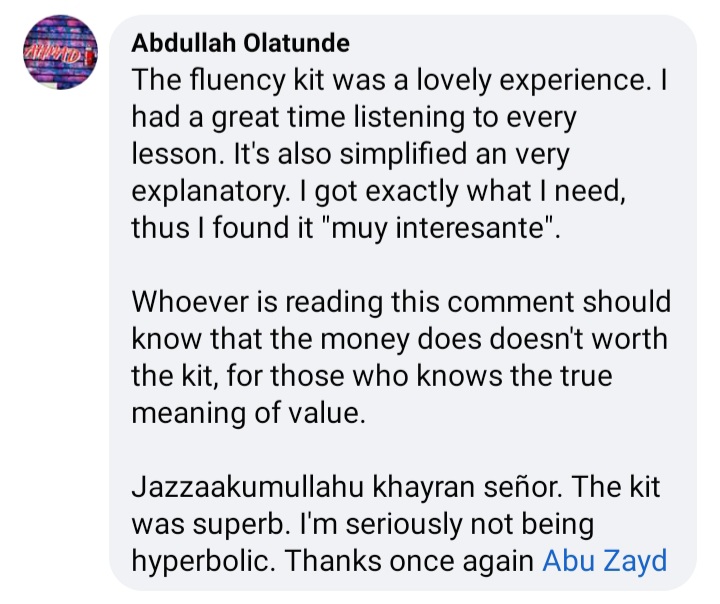 Abdullah Olatunde
The fluency kit was a lovely experience. I
had a great time listening to every
lesson. It's also simplified an very
explanatory. I got exactly what I need,
thus I found it "muy interesante".
Whoever is reading this comment should
know that the money does doesn't worth
the kit, for those who knows the true
meaning of value.
Jazzaakumullahu khayran señor. The kit
was superb. I'm seriously not being
hyperbolic. Thanks once again Abu Zayd